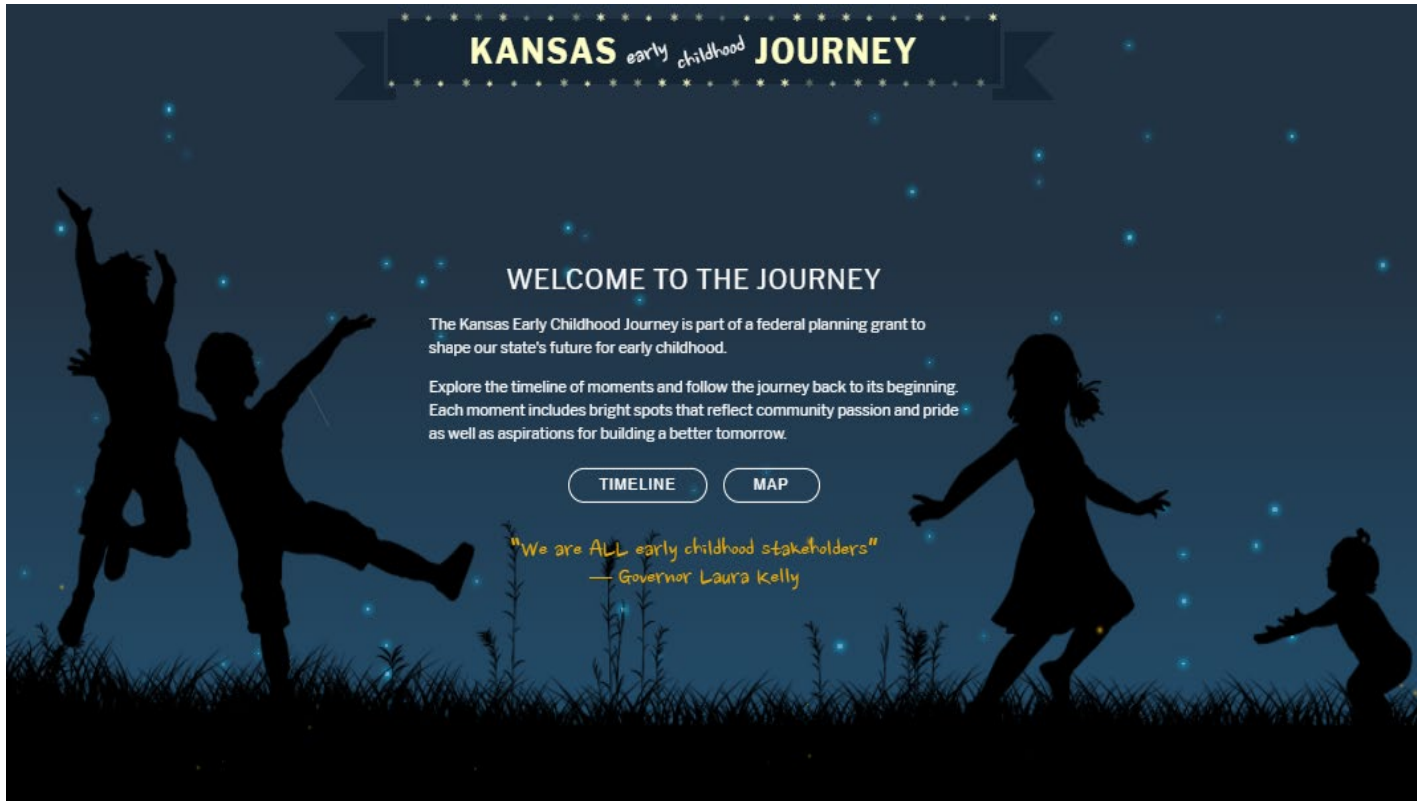 KANSAS early childhood JOURNEY
WELCOME TO THE JOURNEY
The Kansas Early Childhood Journey is part of a federal planning grant to
shape our state's future for early childhood.
Explore the timeline of moments and follow the journey back to its beginning.
Each moment includes bright spots that reflect community passion and pride
as well as aspirations for building a better tomorrow.
TIMELINE MAP
"We are ALL early childhood stakeholders"
— Governor Laura Kelly